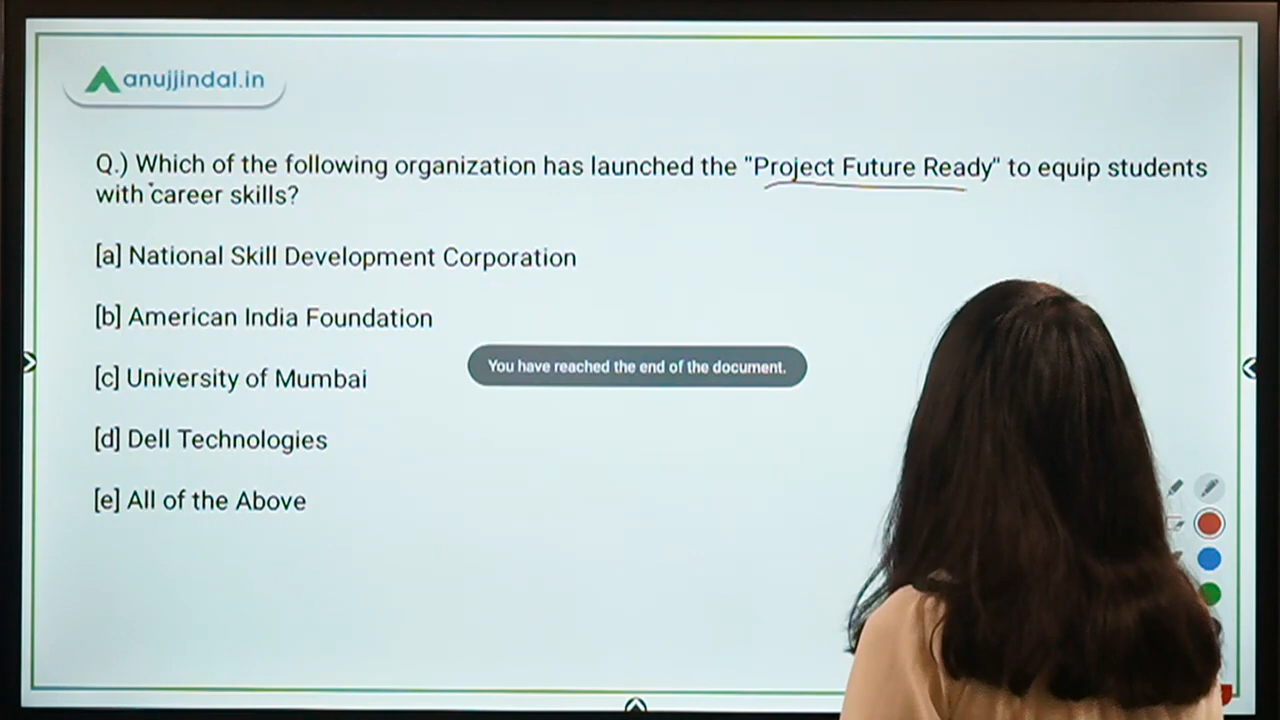 anujjindal.in
Q.) Which of the following organization has launched the "Project Future Ready" to equip students
with career skills?
[a] National Skill Development Corporation
[b] American India Foundation
You have reached the end of the document.
[c] University of Mumbai
[d] Dell Technologies
[e] All of the Above